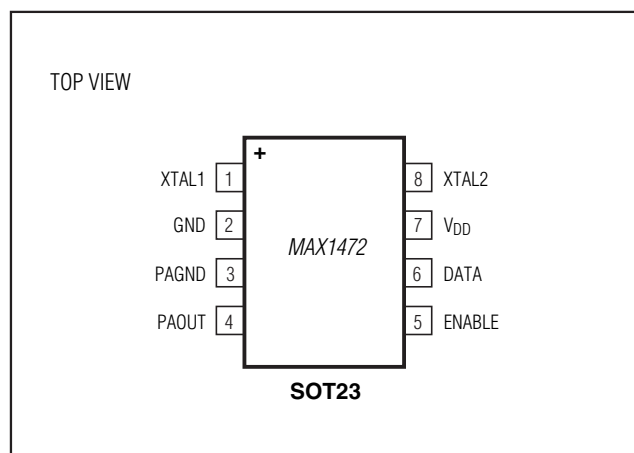 TOP VIEW
+
XTAL1 1 8 XTAL2
GND 2 7 VDD
MAX1472
PAGND 3 6 DATA
PAOUT 4 5 ENABLE
SOT23